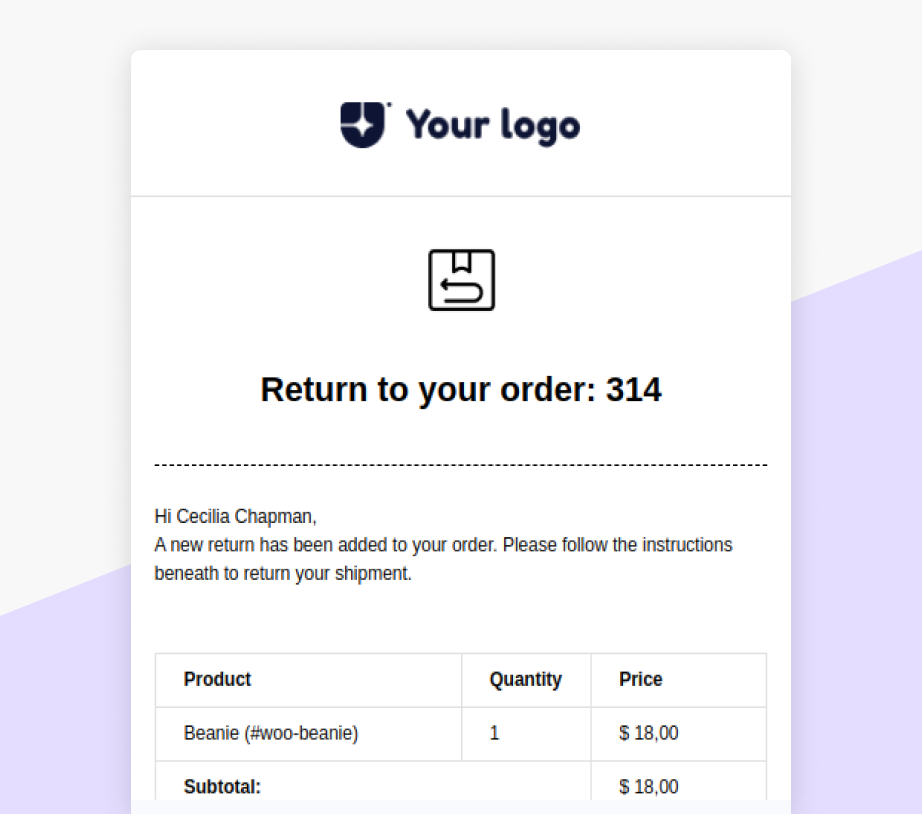 Your logo
Return to your order: 314
Hi Cecilia Chapman,
A new return has been added to your order. Please follow the instructions
beneath to return your shipment.
Product Quantity Price
Beanie (#woo-beanie) 1 $ 18,00
Subtotal: $ 18,00